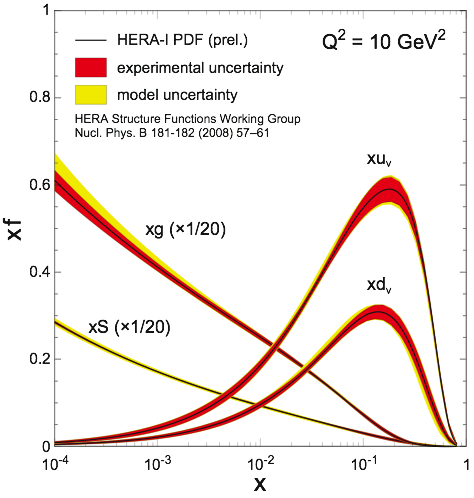 1
0.8
0.6
0.4
0.2
0
xf
HERA-I PDF (prel.)
experimental uncertainty
model uncertainty
HERA Structure Functions Working Group
Nucl. Phys. B 181-182 (2008) 57–61
Q² = 10 GeV²
xuᵥ
xg (×1/20)
xdᵥ
xS (×1/20)
10⁻⁴
10⁻³
10⁻²
10⁻¹
1
x